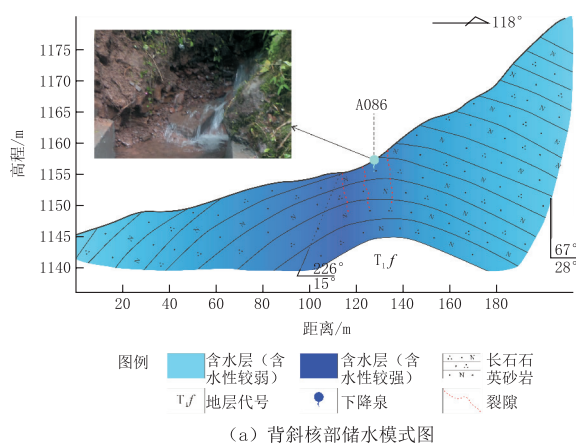 118°
A086
高程/m
1175
1170
1165
1160
1155
1150
1145
1140
N
T₁f
226°
15°
67°
28°
20 40 60 80 100 120 140 160 180
距离/m
图例
含水层（含
水性较弱）
含水层（含
水性较强）
长石石
英砂岩
T₁f 地层代号
下降泉
裂隙
（a）背斜核部储水模式图